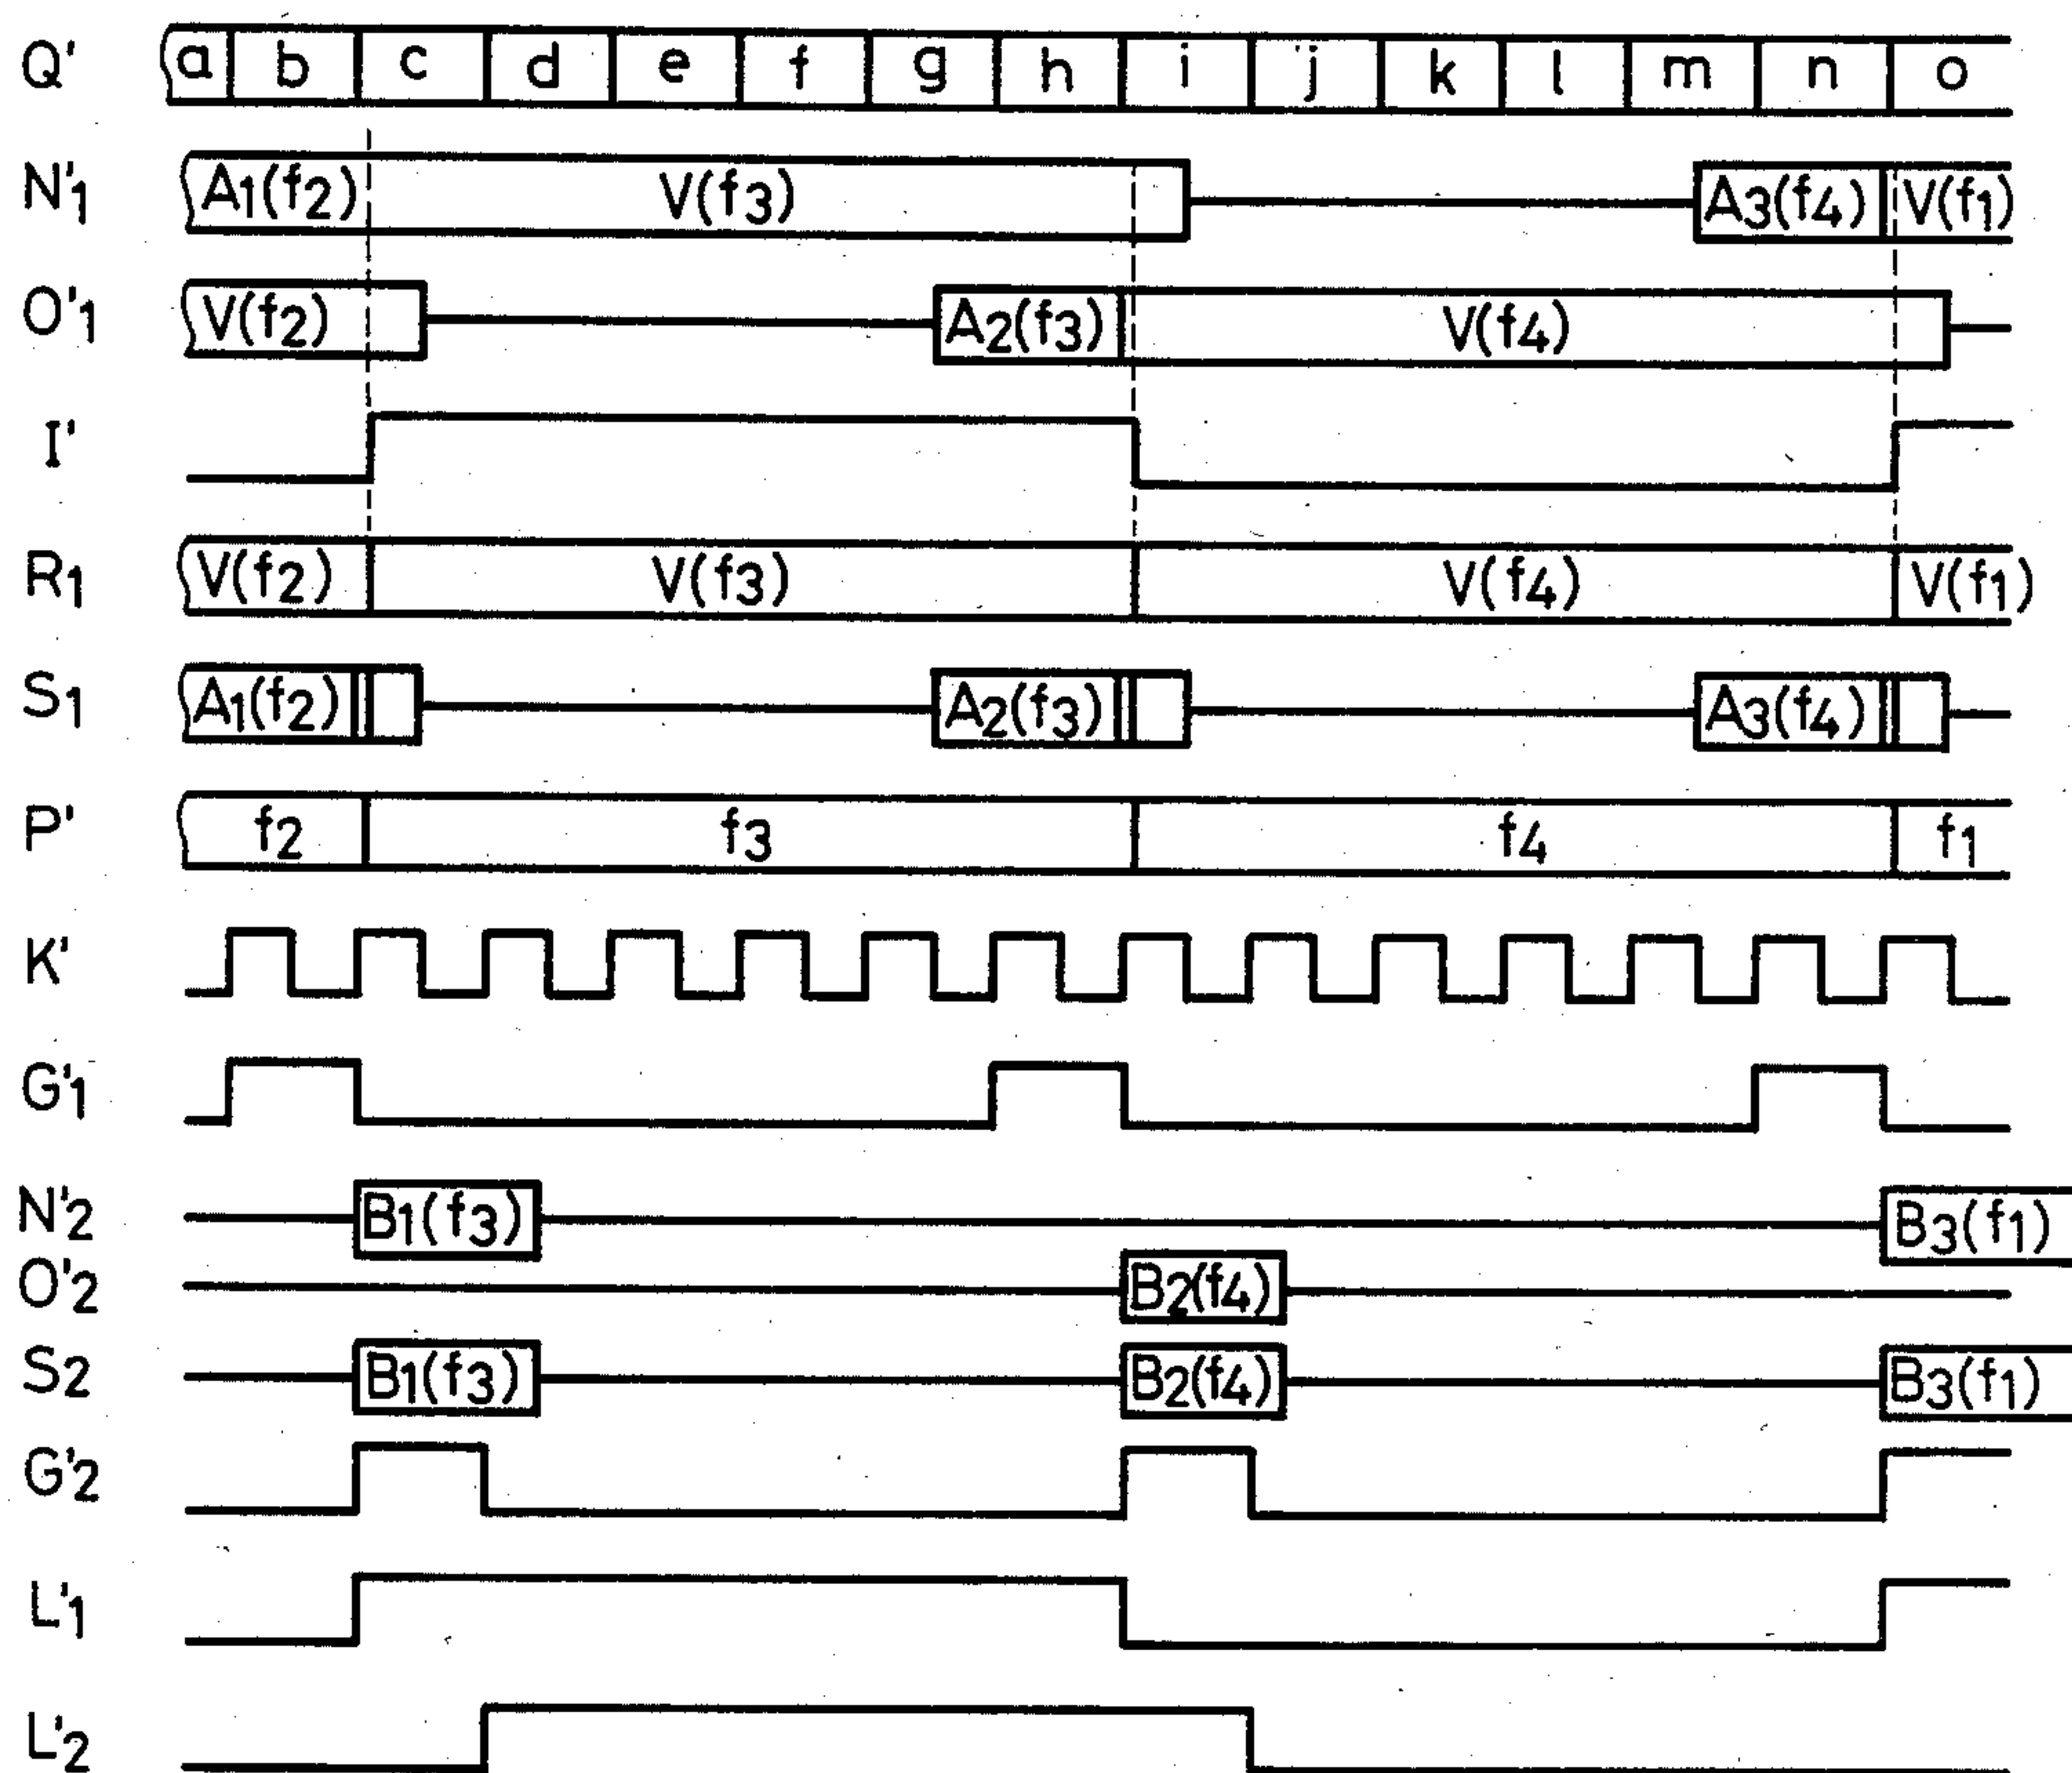 Q' a b c d e f g h i j k l m n o
N'1 A1(f2) V(f3) A3(f4) V(f1)
O'1 V(f2) A2(f3) V(f4)
I'
R1 V(f2) V(f3) V(f4) V(f1)
S1 A1(f2) A2(f3) A3(f4)
P' f2 f3 f4 f1
K'
G'1
N'2 B1(f3) B3(f1)
O'2 B2(f4)
S2 B1(f3) B2(f4) B3(f1)
G'2
L'1
L'2